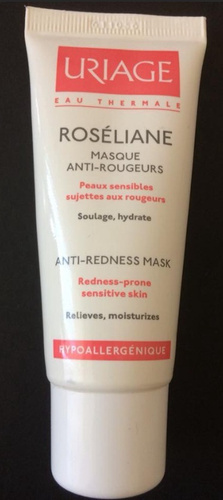 URIAGE
EAU THERMALE
ROSÉLIANE
MASQUE
ANTI-ROUGEURS
Peaux sensibles
sujettes aux rougeurs
Soulage, hydrate
ANTI-REDNESS MASK
Redness-prone
sensitive skin
Relieves, moisturizes
HYPOALLERGÉNIQUE